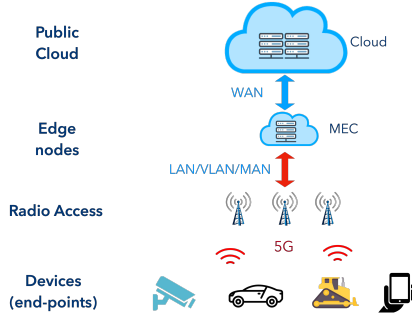 Public
Cloud
Cloud
WAN
Edge
nodes
MEC
LAN/VLAN/MAN
Radio Access
5G
Devices
(end-points)